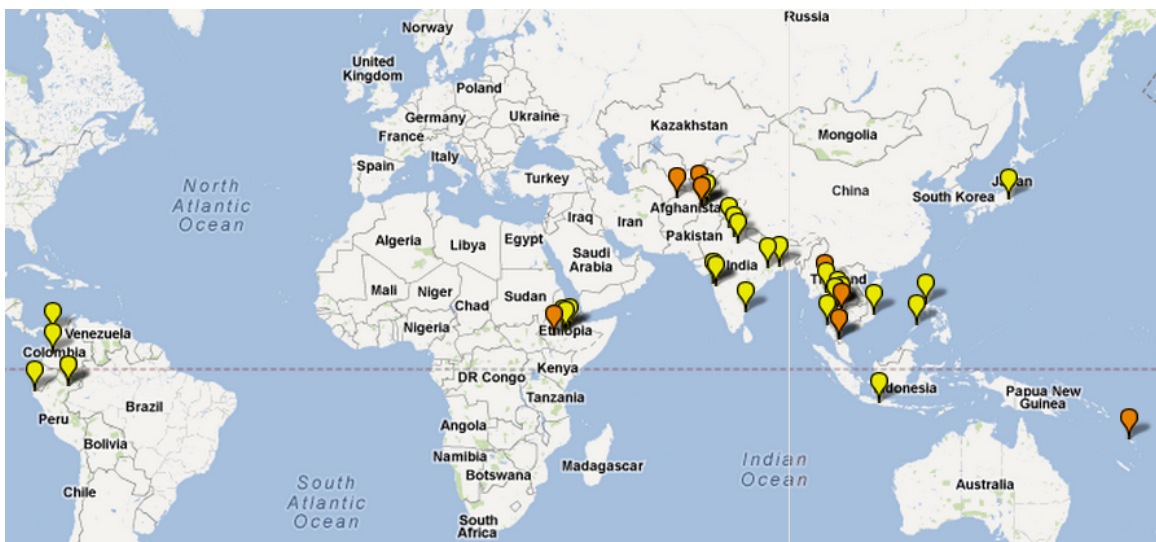 Russia
Norway
United
Kingdom
Poland
Germany
Ukraine
Kazakhstan
Mongolia
France
Spain
Italy
Turkey
North
Atlantic
Ocean
China
South Korea
Afghanista
Iraq
Iran
Pakistan
Algeria
Libya
Egypt
Saudi
Arabia
India
Mali
Niger
Chad
Sudan
Nigeria
Ethiopia
Venezuela
Colombia
DR Congo
Kenya
Tanzania
Indonesia
Papua New
Guinea
Peru
Brazil
Bolivia
Angola
Namibia
Botswana
Madagascar
Indian
Ocean
Chile
South
Atlantic
Ocean
South
Africa
Australia